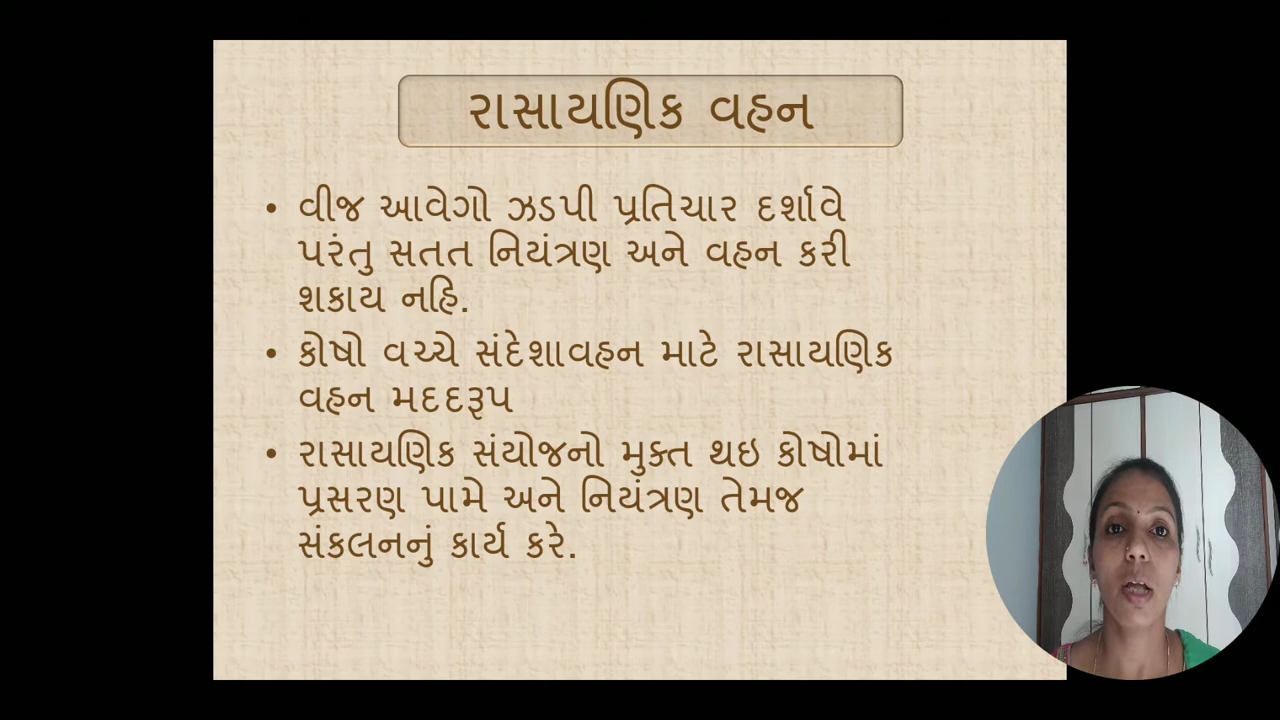 રાસાયણિક વહન
• વીજ આવેગો ઝડપી પ્રતિચાર દર્શાવે
પરંતુ સતત નિયંત્રણ અને વહન કરી
શકાય નહિ.
• કોષો વચ્ચે સંદેશાવહન માટે રાસાયણિક
વહન મદદરૂપ
• રાસાયણિક સંયોજનો મુક્ત થઇ કોષોમાં
પ્રસરણ પામે અને નિયંત્રણ તેમજ
સંકલનનું કાર્ય કરે.